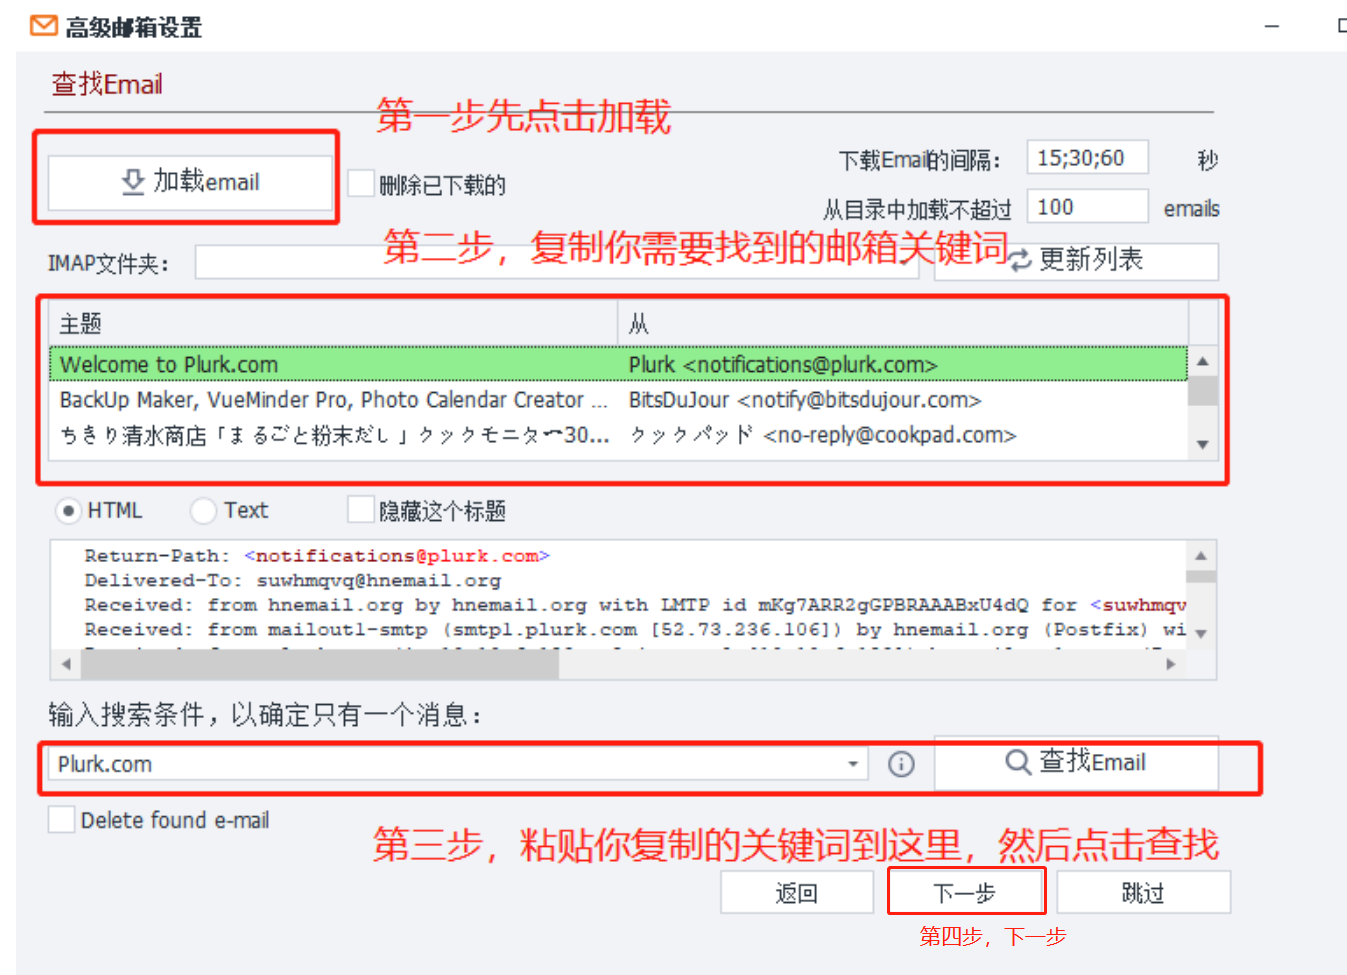 高级邮箱设置
查找Email
第一步先点击加载
加载email
删除已下载的
下载Email的间隔：
15;30;60
秒
从目录中加载不超过
100
emails
第二步，复制你需要找到的邮箱关键词
IMAP文件夹：
更新列表
主题
从
Welcome to Plurk.com
Plurk <notifications@plurk.com>
BackUp Maker, VueMinder Pro, Photo Calendar Creator ...
BitsDuJour <notify@bitsdujour.com>
ちきり清水商店「まるごと粉末だし」クックモニター30...
クックパッド <no-reply@cookpad.com>
HTML
Text
隐藏这个标题
Return-Path: <notifications@plurk.com>
Delivered-To: suwhmqvq@hnemail.org
Received: from hnemail.org by hnemail.org with LMTP id mKg7ARR2gGPBRAAABxU4dQ for <suwhmqv
Received: from mailout1-smtp (smtp1.plurk.com [52.73.236.106]) by hnemail.org (Postfix) wi
输入搜索条件，以确定只有一个消息：
Plurk.com
查找Email
Delete found e-mail
第三步，粘贴你复制的关键词到这里，然后点击查找
返回
下一步
跳过
第四步，下一步